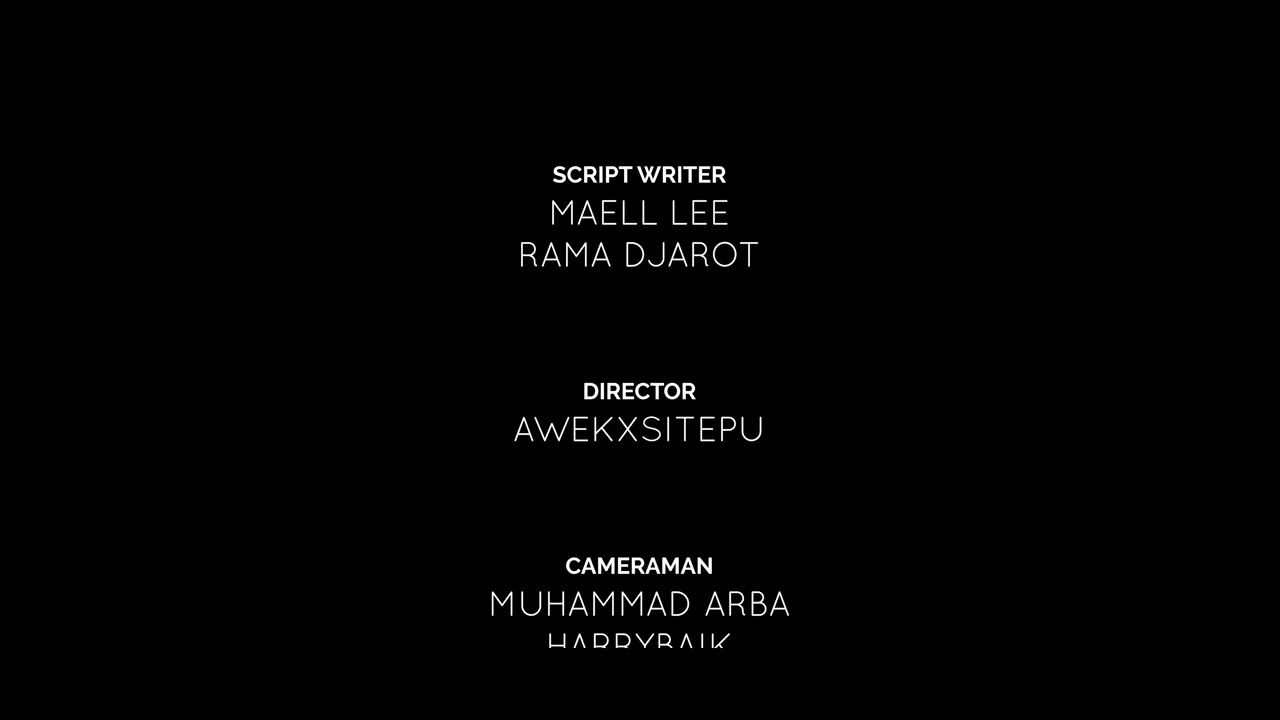 SCRIPT WRITER
MAELL LEE
RAMA DJAROT
DIRECTOR
AWEKXSITEPU
CAMERAMAN
MUHAMMAD ARBA